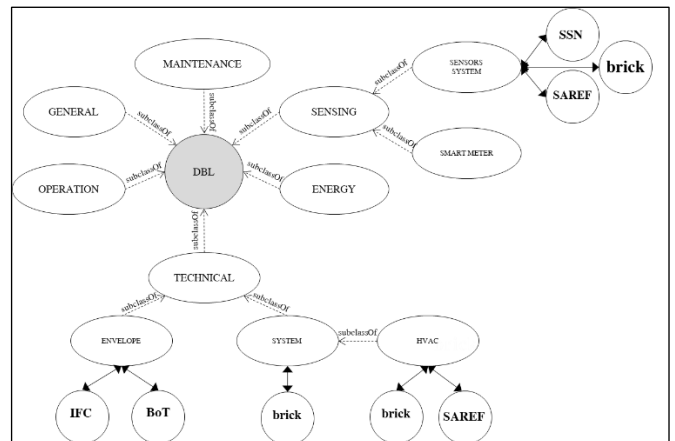 SSN
MAINTENANCE
SENSORS
SYSTEM
brick
subclassOf
subclassOf
GENERAL
SENSING
SAREF
subclassOf
subclassOf
subclassOf
SMART METER
DBL
OPERATION
subclassOf
subclassOf
ENERGY
subclassOf
TECHNICAL
subclassOf
subclassOf
ENVELOPE
SYSTEM
subclassOf
HVAC
IFC
BoT
brick
brick
SAREF